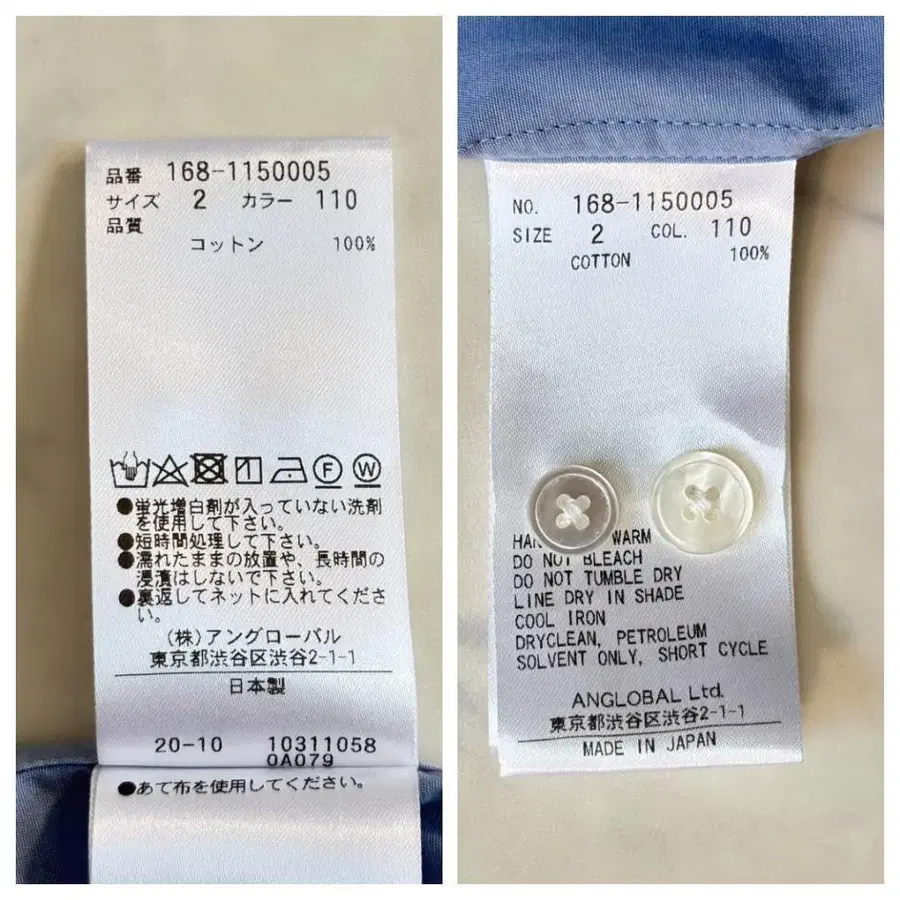 品番 168-1150005
サイズ 2 カラー 110
品質
コットン 100%
●蛍光増白剤が入っていない洗剤
を使用して下さい。
●短時間処理して下さい。
●濡れたままの放置や、長時間の
浸漬はしないで下さい。
●裏返してネットに入れてくださ
い。
(株)アングローバル
東京都渋谷区渋谷2-1-1
日本製
20-10 10311058
0A079
●あて布を使用してください。
NO. 168-1150005
SIZE 2 COL. 110
COTTON 100%
WARM
DO NOT BLEACH
DO NOT TUMBLE DRY
LINE DRY IN SHADE
COOL IRON
DRYCLEAN, PETROLEUM
SOLVENT ONLY, SHORT CYCLE
ANGLOBAL Ltd.
東京都渋谷区渋谷2-1-1
MADE IN JAPAN